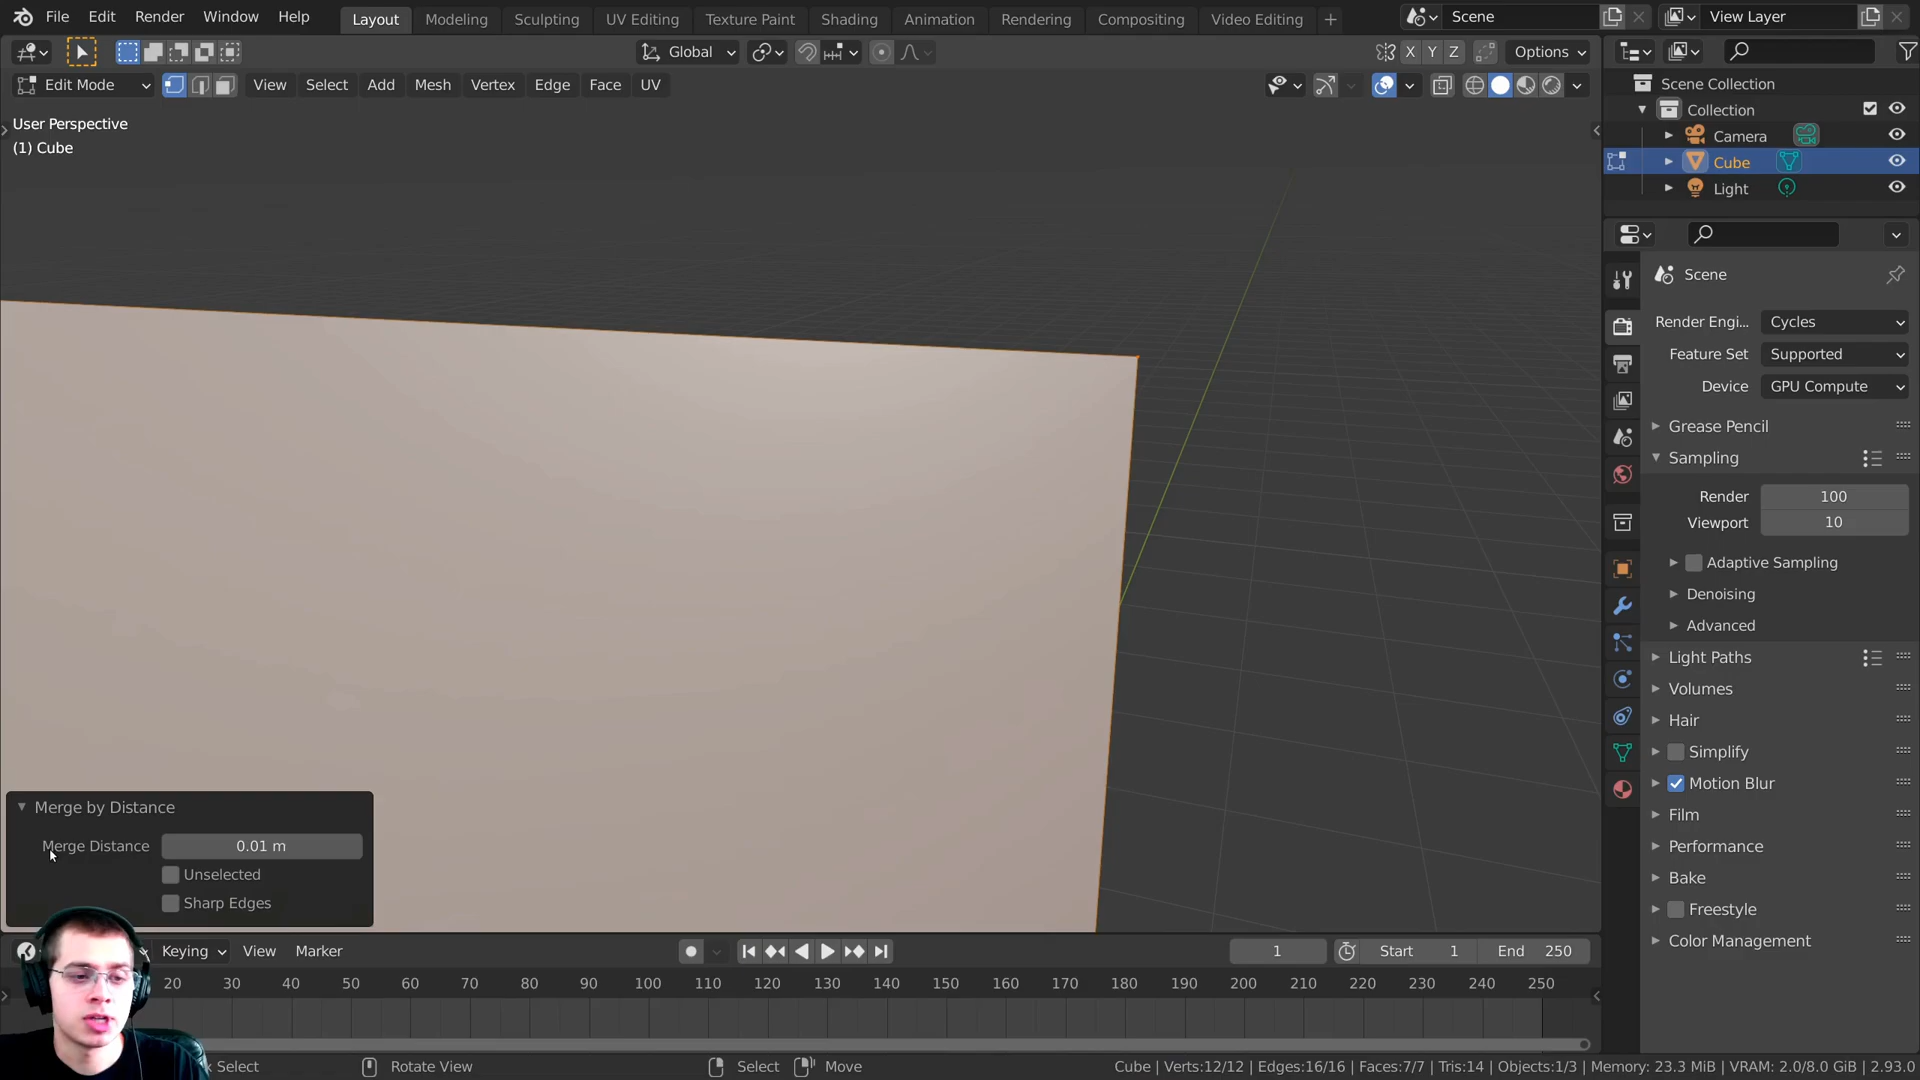 File Edit Render Window Help Layout Modeling Sculpting UV Editing Texture Paint Shading Animation Rendering Compositing Video Editing + Scene View Layer
Global X Y Z Options
Edit Mode View Select Add Mesh Vertex Edge Face UV
User Perspective
(1) Cube
Scene Collection
Collection
Camera
Cube
Light
Scene
Render Engi... Cycles
Feature Set Supported
Device GPU Compute
Grease Pencil
Sampling
Render 100
Viewport 10
Adaptive Sampling
Denoising
Advanced
Light Paths
Volumes
Hair
Simplify
Motion Blur
Film
Performance
Bake
Freestyle
Color Management
Merge by Distance
Merge Distance 0.01 m
Unselected
Sharp Edges
Keying View Marker 1 Start 1 End 250
20 30 40 50 60 70 80 90 100 110 120 130 140 150 160 170 180 190 200 210 220 230 240 250
Select Rotate View Select Move Cube | Verts:12/12 | Edges:16/16 | Faces:7/7 | Tris:14 | Objects:1/3 | Memory: 23.3 MiB | VRAM: 2.0/8.0 GiB | 2.93.0